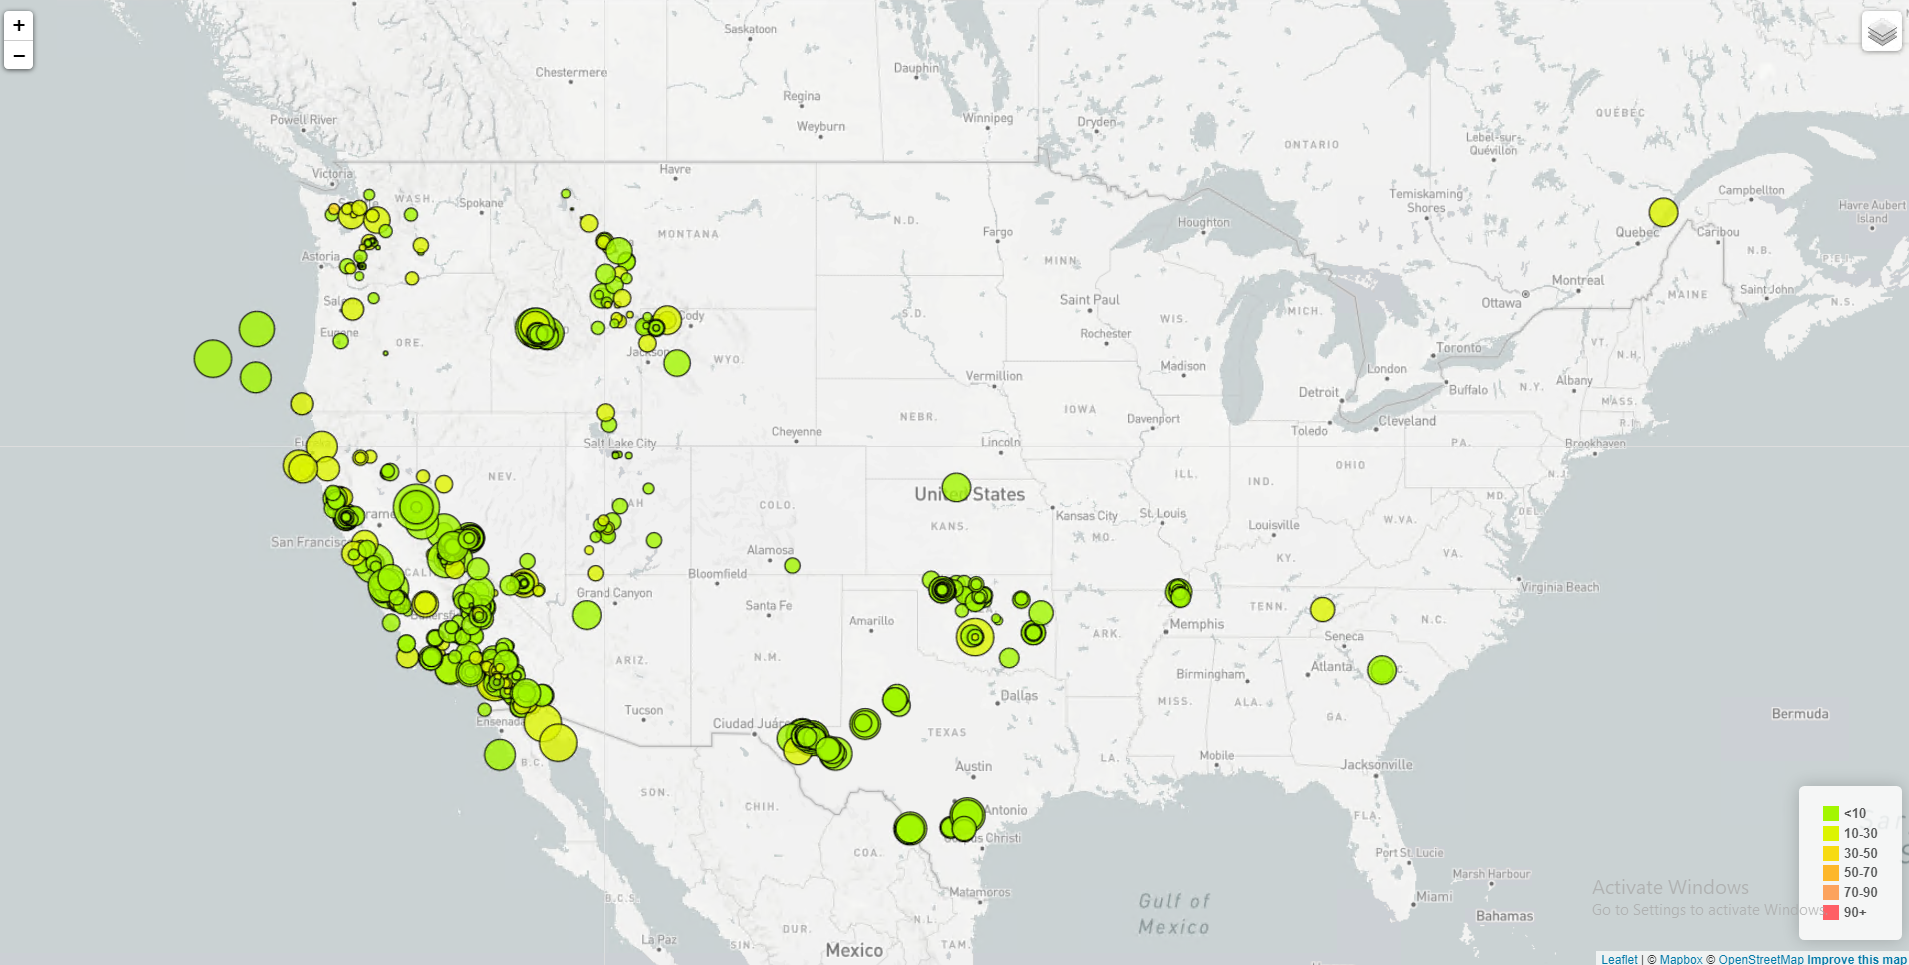 +
−
Saskatoon
Chestermere
Dauphin
Regina
Weyburn
Winnipeg
Dryden
Powell River
QUÉBEC
ONTARIO
Lebel-sur-
Quévillon
Victoria
Havre
WASH.
Spokane
Temiskaming
Shores
Campbellton
Havre Aubert
Island
MONTANA
N.D.
Fargo
Houghton
Quebec
Caribou
N.B.
P.E.I.
Astoria
MINN.
Montreal
Ottawa
MAINE
Saint John
N.S.
Saint Paul
S.D.
WIS.
MICH.
Cody
Eugene
ORE.
Rochester
Jackson
WYO.
Toronto
VT.
N.H.
Madison
London
Vermillion
Detroit
Buffalo
N.Y.
Albany
MASS.
R.I.
NEBR.
IOWA
Davenport
Cleveland
Toledo
Cheyenne
Salt Lake City
Lincoln
PA.
Brookhaven
OHIO
N.J.
NEV.
ILL.
IND.
United States
COLO.
MD.
DEL.
KANS.
Kansas City
St. Louis
W.VA.
Louisville
San Francisco
Alamosa
KY.
VA.
Bloomfield
Virginia Beach
Grand Canyon
Santa Fe
TENN.
Amarillo
Memphis
ARK.
N.C.
Seneca
ARIZ.
N.M.
Atlanta
Birmingham
Dallas
MISS.
ALA.
Tucson
Ciudad Juárez
GA.
Bermuda
Ensenada
TEXAS
LA.
Mobile
B.C.
Austin
Jacksonville
SON.
CHIH.
San Antonio
FLA.
Corpus Christi
COA.
Port St. Lucie
Marsh Harbour
Matamoros
Miami
B.C.S.
Gulf of
Mexico
Bahamas
N.L.
DUR.
La Paz
SIN.
Mexico
TAM.
<10
10-30
30-50
50-70
70-90
90+
Activate Windows
Go to Settings to activate Windows
Leaflet | © Mapbox © OpenStreetMap Improve this map